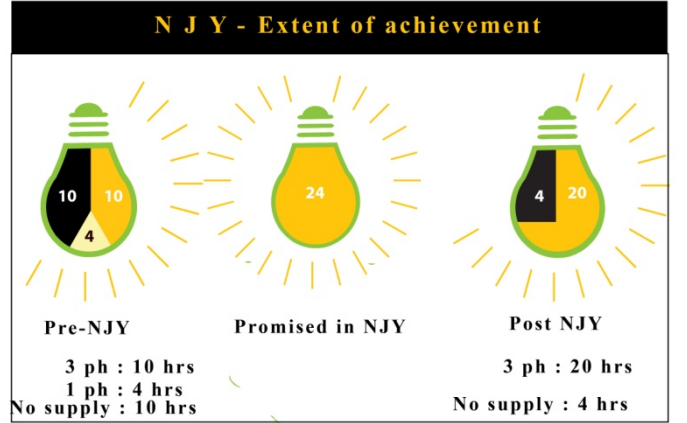 N J Y - Extent of achievement
10 10
4
24
4 20
Pre-NJY
Promised in NJY
Post NJY
3 ph : 10 hrs
1 ph : 4 hrs
No supply : 10 hrs
3 ph : 20 hrs
No supply : 4 hrs